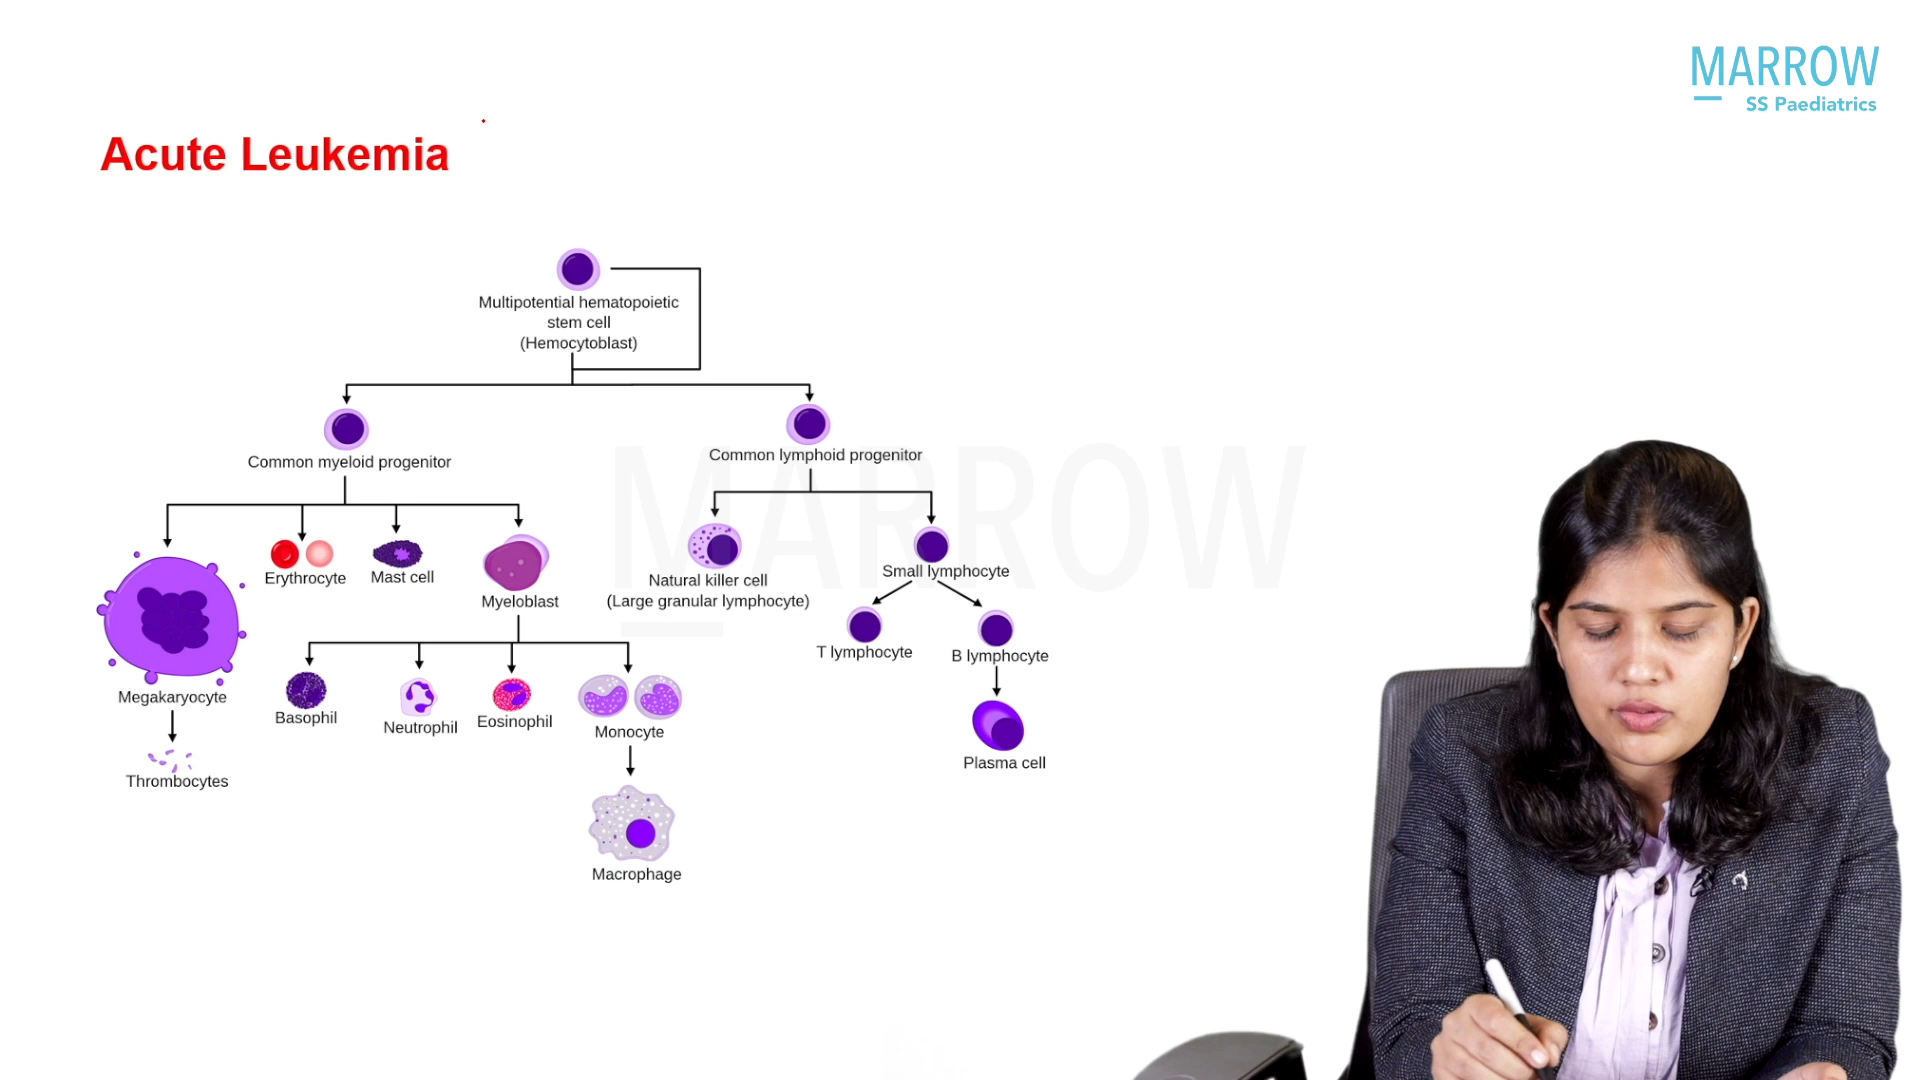 MARROW
SS Paediatrics
Acute Leukemia
Multipotential hematopoietic
stem cell
(Hemocytoblast)
Common myeloid progenitor
Common lymphoid progenitor
MARROW
Erythrocyte
Mast cell
Myeloblast
Natural killer cell
(Large granular lymphocyte)
Small lymphocyte
T lymphocyte
B lymphocyte
Megakaryocyte
Basophil
Neutrophil
Eosinophil
Monocyte
Plasma cell
Thrombocytes
Macrophage